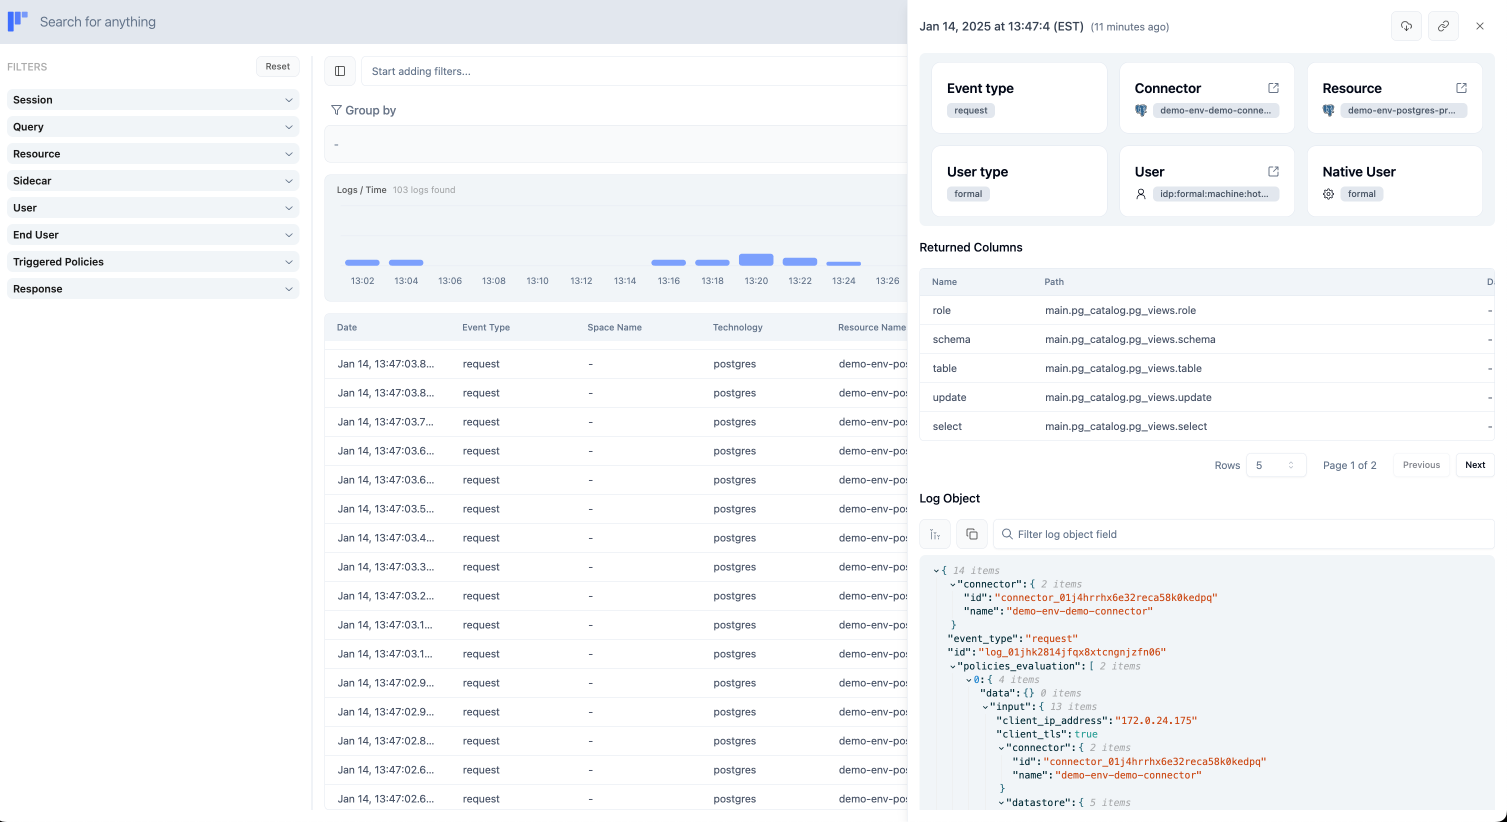 Search for anything
FILTERS
Reset
Session
Query
Resource
Sidecar
User
End User
Triggered Policies
Response
Start adding filters...
Group by
-
Logs / Time 103 logs found
13:02 13:04 13:06 13:08 13:10 13:12 13:14 13:16 13:18 13:20 13:22 13:24 13:26
Date Event Type Space Name Technology Resource Name
Jan 14, 13:47:03.8... request - postgres demo-env-pos
Jan 14, 13:47:03.8... request - postgres demo-env-pos
Jan 14, 13:47:03.7... request - postgres demo-env-pos
Jan 14, 13:47:03.6... request - postgres demo-env-pos
Jan 14, 13:47:03.6... request - postgres demo-env-pos
Jan 14, 13:47:03.5... request - postgres demo-env-pos
Jan 14, 13:47:03.4... request - postgres demo-env-pos
Jan 14, 13:47:03.3... request - postgres demo-env-pos
Jan 14, 13:47:03.2... request - postgres demo-env-pos
Jan 14, 13:47:03.1... request - postgres demo-env-pos
Jan 14, 13:47:03.1... request - postgres demo-env-pos
Jan 14, 13:47:02.9... request - postgres demo-env-pos
Jan 14, 13:47:02.9... request - postgres demo-env-pos
Jan 14, 13:47:02.8... request - postgres demo-env-pos
Jan 14, 13:47:02.6... request - postgres demo-env-pos
Jan 14, 13:47:02.6... request - postgres demo-env-pos
Jan 14, 2025 at 13:47:4 (EST) (11 minutes ago)
Event type
request
Connector
demo-env-demo-conne...
Resource
demo-env-postgres-pr...
User type
formal
User
idp:formal:machine:hot...
Native User
formal
Returned Columns
Name Path D
role main.pg_catalog.pg_views.role -
schema main.pg_catalog.pg_views.schema -
table main.pg_catalog.pg_views.table -
update main.pg_catalog.pg_views.update -
select main.pg_catalog.pg_views.select -
Rows 5 Page 1 of 2 Previous Next
Log Object
Filter log object field
{ 14 items
"connector":{ 2 items
"id":"connector_01j4hrrhx6e32reca58k0kedpq"
"name":"demo-env-demo-connector"
}
"event_type":"request"
"id":"log_01jhk2814jfqx8xtcngnjzfn06"
"policies_evaluation":[ 2 items
0:{ 4 items
"data":{} 0 items
"input":{ 13 items
"client_ip_address":"172.0.24.175"
"client_tls":true
"connector":{ 2 items
"id":"connector_01j4hrrhx6e32reca58k0kedpq"
"name":"demo-env-demo-connector"
}
"datastore":{ 5 items